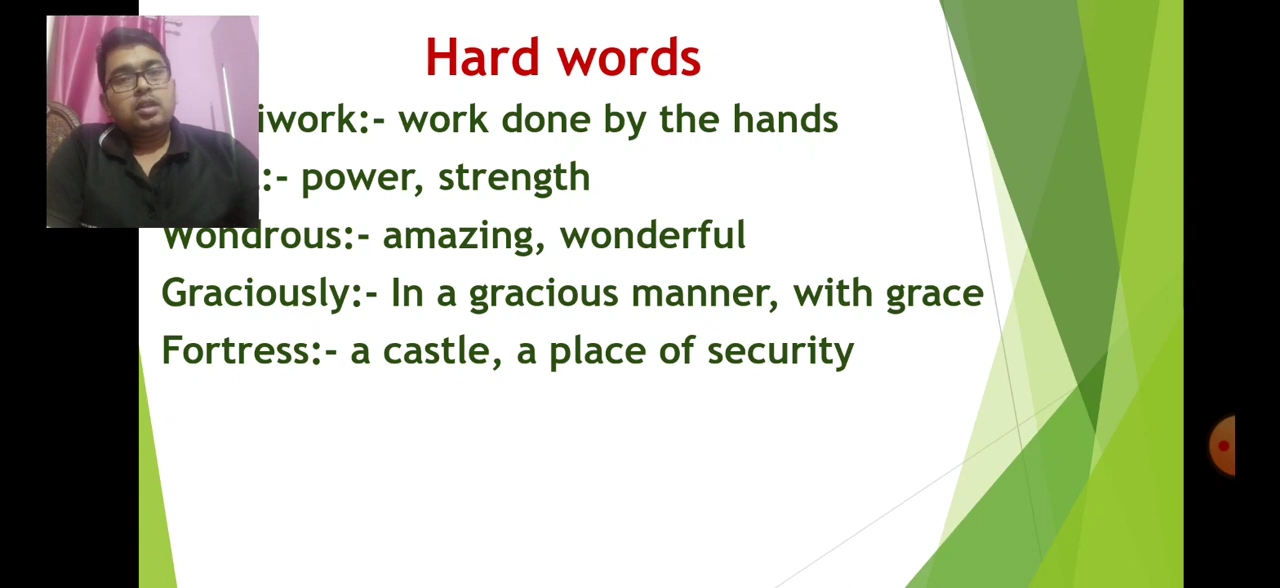 Hard words
iwork:- work done by the hands
:- power, strength
Wondrous:- amazing, wonderful
Graciously:- In a gracious manner, with grace
Fortress:- a castle, a place of security